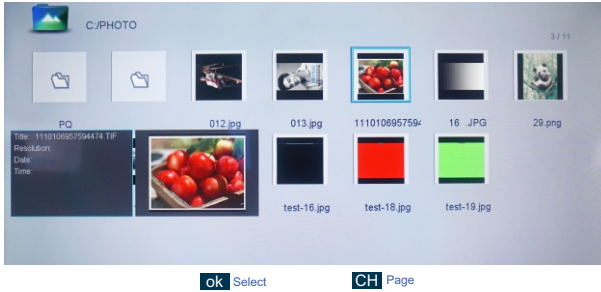 C:/PHOTO
3 / 11
PQ
012.jpg
013.jpg
1110106957594
16 .JPG
29.png
Title: 1110106957594474.TIF
Resolution:
Date:
Time:
test-16.jpg
test-18.jpg
test-19.jpg
ok Select
CH Page